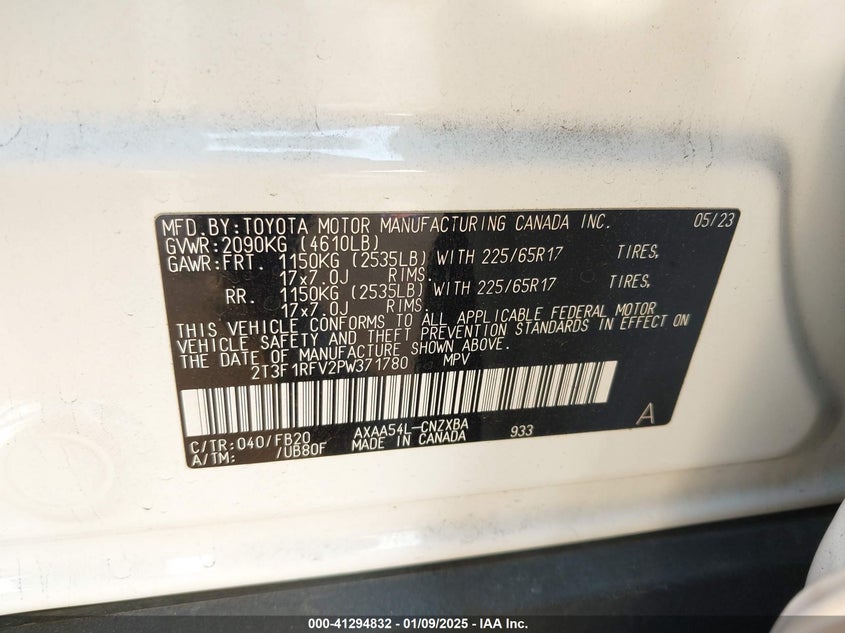 MFD.BY:TOYOTA MOTOR MANUFACTURING CANADA INC. 05/23
GVWR:2090KG (4610LB)
GAWR:FRT. 1150KG (2535LB) WITH 225/65R17 TIRES,
17x7.0J RIMS.
RR. 1150KG (2535LB) WITH 225/65R17 TIRES,
17x7.0J RIMS.
THIS VEHICLE CONFORMS TO ALL APPLICABLE FEDERAL MOTOR
VEHICLE SAFETY AND THEFT PREVENTION STANDARDS IN EFFECT ON
THE DATE OF MANUFACTURE SHOWN ABOVE.
2T3F1RFV2PW371780 MPV
A
C/TR:040/FB20 AXAA54L-CNZXBA 933
A/TM: /UB80F MADE IN CANADA
000-41294832 / 01/09/2025 - IAA Inc.